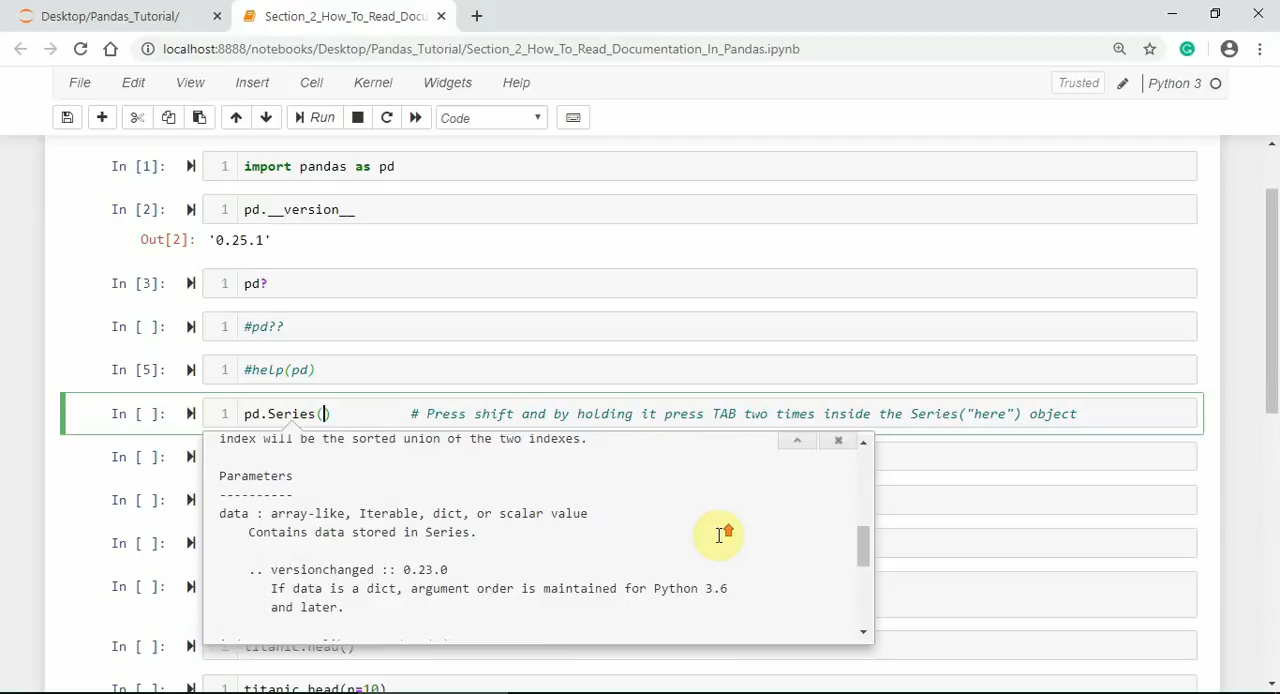 Desktop/Pandas_Tutorial/
Section_2_How_To_Read_Docu
localhost:8888/notebooks/Desktop/Pandas_Tutorial/Section_2_How_To_Read_Documentation_In_Pandas.ipynb
File Edit View Insert Cell Kernel Widgets Help Trusted Python 3
Run Code
In [1]: 1 import pandas as pd
In [2]: 1 pd.__version__
Out[2]: '0.25.1'
In [3]: 1 pd?
In [ ]: 1 #pd??
In [5]: 1 #help(pd)
In [ ]: 1 pd.Series() # Press shift and by holding it press TAB two times inside the Series("here") object
index will be the sorted union of the two indexes.
In [ ]:
Parameters
----------
In [ ]:
data : array-like, Iterable, dict, or scalar value
Contains data stored in Series.
In [ ]:
.. versionchanged :: 0.23.0
If data is a dict, argument order is maintained for Python 3.6
In [ ]:
and later.
In [ ]: titanic.head()
In [ ]: 1 titanic.head(n=10)